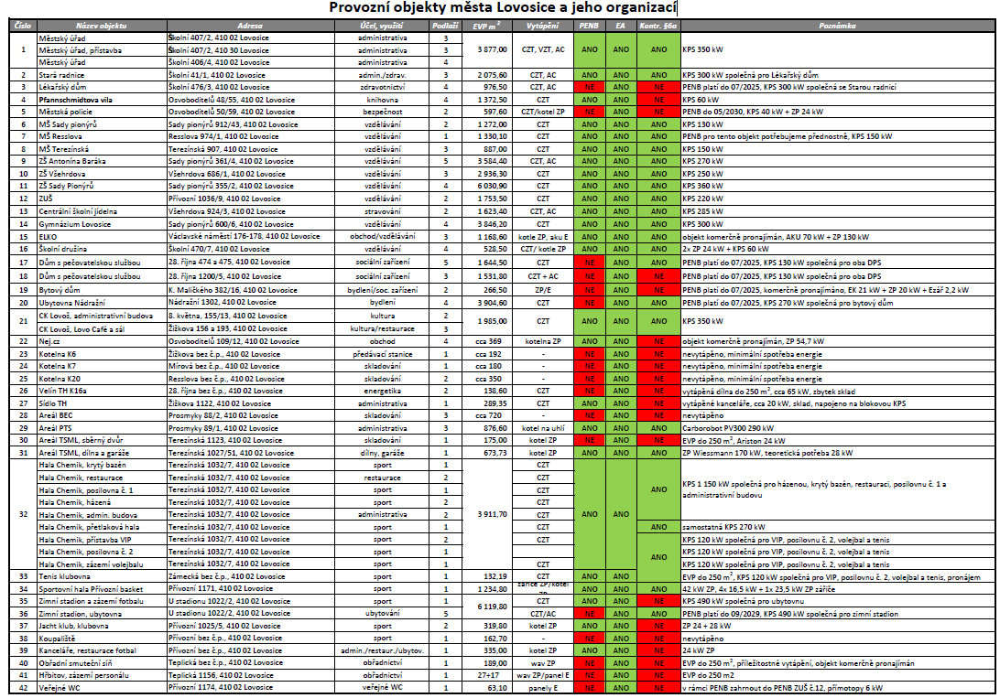 Provozní objekty města Lovosice a jeho organizací
Číslo Název objektu Adresa Účel, využití Podlaží EVP m² Vytápění PENB EA Kontr. §6a Poznámka
1 Městský úřad Školní 407/2, 410 02 Lovosice administrativa 3 3 877,00 CZT, VZT, AC ANO ANO ANO KPS 350 kW
Městský úřad, přístavba Školní 407/2, 410 30 Lovosice administrativa 3
Městský úřad Školní 406/4, 410 02 Lovosice administrativa 4
2 Stará radnice Školní 41/1, 410 02 Lovosice admin./zdrav. 3 2 075,60 CZT, AC ANO ANO ANO KPS 300 kW společná pro Lékařský dům
3 Lékařský dům Školní 476/3, 410 02 Lovosice zdravotnictví 4 976,50 CZT, AC NE ANO NE PENB platí do 07/2025, KPS 300 kW společná se Starou radnicí
4 Pfannschmidtova vila Osvoboditelů 48/55, 410 02 Lovosice knihovna 4 1 372,50 CZT ANO ANO NE KPS 60 kW
5 Městská policie Osvoboditelů 50/59, 410 02 Lovosice bezpečnost 2 597,60 CZT/kotel ZP NE ANO NE PENB do 05/2030, KPS 40 kW + ZP 24 kW
6 MŠ Sady pionýrů Sady pionýrů 912/43, 410 02 Lovosice vzdělávání 3 1 272,00 CZT ANO ANO ANO KPS 130 kW
7 MŠ Resslova Resslova 974/1, 410 02 Lovosice vzdělávání 1 1 330,10 CZT ANO ANO ANO PENB pro tento objekt potřebujeme přednostně, KPS 150 kW
8 MŠ Terezínská Terezínská 907, 410 02 Lovosice vzdělávání 3 887,00 CZT ANO ANO ANO KPS 150 kW
9 ZŠ Antonína Baráka Sady pionýrů 361/4, 410 02 Lovosice vzdělávání 5 3 584,40 CZT, AC ANO ANO ANO KPS 270 kW
10 ZŠ Všehrdova Všehrdova 686/1, 410 02 Lovosice vzdělávání 3 2 936,30 CZT ANO ANO ANO KPS 250 kW
11 ZŠ Sady Pionýrů Sady pionýrů 355/2, 410 02 Lovosice vzdělávání 4 6 030,90 CZT ANO ANO ANO KPS 360 kW
12 ZUŠ Přívozní 1036/9, 410 02 Lovosice vzdělávání 2 1 753,50 CZT ANO ANO ANO KPS 220 kW
13 Centrální školní jídelna Všehrdova 924/3, 410 02 Lovosice stravování 2 1 623,40 CZT, AC ANO ANO ANO KPS 285 kW
14 Gymnázium Lovosice Sady pionýrů 600/6, 410 02 Lovosice vzdělávání 4 3 846,20 CZT ANO ANO ANO KPS 300 kW
15 ELKO Václavské náměstí 176-178, 410 02 Lovosice obchod/vzdělávání 3 1 168,60 kotle ZP, aku E ANO ANO ANO objekt komerčně pronajímán, AKU 70 kW + ZP 130 kW
16 Školní družina Školní 470/7, 410 02 Lovosice vzdělávání 4 528,50 CZT/ kotle ZP ANO ANO ANO 2x ZP 24 kW + KPS 60 kW
17 Dům s pečovatelskou službou 28. října 474 a 475, 410 02 Lovosice sociální zařízení 5 1 644,50 CZT NE ANO ANO PENB platí do 07/2025, KPS 130 kW společná pro oba DPS
18 Dům s pečovatelskou službou 28. října 1200/5, 410 02 Lovosice sociální zařízení 3 1 531,80 CZT + AC NE ANO NE PENB platí do 07/2025, KPS 130 kW společná pro oba DPS
19 Bytový dům K. Maličkého 382/16, 410 02 Lovosice bydlení/soc. zařízení 2 266,50 ZP/E NE ANO NE PENB platí do 07/2025, komerčně pronajímáno, EK 21 kW + ZP 20 kW + Ezář 2,2 kW
20 Ubytovna Nádražní Nádražní 1302, 410 02 Lovosice bydlení 4 3 904,60 CZT NE ANO ANO PENB platí do 07/2025, KPS 270 kW společná pro bytový dům
21 CK Lovoš, administrativní budova 8. května, 155/13, 410 02 Lovosice kultura 2 1 985,00 CZT ANO ANO ANO KPS 350 kW
CK Lovoš, Lovo Café a sál Žižkova 156 a 193, 410 02 Lovosice kultura/restaurace 3
22 Nej.cz Osvoboditelů 109/12, 410 02 Lovosice obchod 4 cca 369 kotelna ZP ANO ANO NE objekt komerčně pronajímán, ZP 54,7 kW
23 Kotelna K6 Žižkova bez č.p., 410 02 Lovosice předávací stanice 1 cca 192 - NE ANO NE nevytápěno, minimální spotřeba energie
24 Kotelna K7 Mírová bez č.p., 410 02 Lovosice skladování 1 cca 180 - NE ANO NE nevytápěno, minimální spotřeba energie
25 Kotelna K20 Resslova bez č.p., 410 02 Lovosice skladování 2 cca 350 - NE ANO NE nevytápěno, minimální spotřeba energie
26 Velín TH K16a 28. října bez č.p., 410 02 Lovosice energetika 2 138,60 CZT NE ANO NE vytápěná dílna do 250 m², cca 65 kW, zbytek sklad
27 Sídlo TH Žižkova 1122, 410 02 Lovosice administrativa 1 289,35 CZT ANO ANO NE vytápěné kanceláře, cca 20 kW, sklad, napojeno na blokovou KPS
28 Areál BEC Prosmyky 88/2, 410 02 Lovosice skladování 3 cca 720 - NE ANO NE nevytápěno
29 Areál PTS Prosmyky 89/1, 410 02 Lovosice administrativa 3 876,60 kotel na uhlí ANO ANO ANO Carborobot PV300 290 kW
30 Areál TSML, sběrný dvůr Terezínská 1123, 410 02 Lovosice skladování 1 175,00 kotel ZP NE ANO NE EVP do 250 m², Ariston 24 kW
31 Areál TSML, dílna a garáže Terezínská 1027/51, 410 02 Lovosice dílny, garáže 1 673,73 kotel ZP ANO ANO ANO ZP Wiessmann 170 kW, teoretická potřeba 28 kW
32 Hala Chemik, krytý bazén Terezínská 1032/7, 410 02 Lovosice sport 1 3 911,70 CZT ANO ANO ANO KPS 1 150 kW společná pro házenou, krytý bazén, restauraci, posilovnu č. 1 a administrativní budovu
Hala Chemik, restaurace Terezínská 1032/7, 410 02 Lovosice restaurace 2 CZT
Hala Chemik, posilovna č. 1 Terezínská 1032/7, 410 02 Lovosice sport 1 CZT
Hala Chemik, házená Terezínská 1032/7, 410 02 Lovosice sport 2 CZT
Hala Chemik, admin. budova Terezínská 1032/7, 410 02 Lovosice administrativa 2 CZT
Hala Chemik, přetlaková hala Terezínská 1032/7, 410 02 Lovosice sport 1 CZT ANO samostatná KPS 270 kW
Hala Chemik, přístavba VIP Terezínská 1032/7, 410 02 Lovosice sport 2 CZT ANO KPS 120 kW společná pro VIP, posilovnu č. 2, volejbal a tenis
Hala Chemik, posilovna č. 2 Terezínská 1032/7, 410 02 Lovosice sport 1 KPS 120 kW společná pro VIP, posilovnu č. 2, volejbal a tenis
Hala Chemik, zázemí volejbalu Terezínská 1032/7, 410 02 Lovosice sport 1 CZT KPS 120 kW společná pro VIP, posilovnu č. 2, volejbal a tenis
33 Tenis klubovna Zámecká bez č.p., 410 02 Lovosice sport 1 132,19 CZT ANO ANO EVP do 250 m², KPS 120 kW společná pro VIP, posilovnu č. 2, volejbal a tenis, pronájem
34 Sportovní hala Přívozní basket Přívozní 1171, 410 02 Lovosice sport 1 1 234,80 zářiče ZP/kotel ANO ANO ANO 42 kW ZP, 4x 16,5 kW + 1x 23,5 kW ZP zářiče
35 Zimní stadion a zázemí fotbalu U stadionu 1022/2, 410 02 Lovosice sport 1 6 119,80 CZT ANO ANO NE KPS 490 kW společná pro ubytovnu
36 Zimní stadion, ubytovna U stadionu 1022/2, 410 02 Lovosice ubytování 5 CZT/AC NE ANO ANO PENB platí do 09/2029, KPS 490 kW společná pro zimní stadion
37 Jacht klub, klubovna Přívozní 1025/5, 410 02 Lovosice sport 2 319,80 kotel ZP ANO ANO NE ZP 24 + 28 kW
38 Koupaliště Přívozní bez č.p., 410 02 Lovosice sport 1 162,70 - NE ANO NE nevytápěno
39 Kanceláře, restaurace fotbal Přívozní bez č.p., 410 02 Lovosice admin./restaur./ubytov. 1 335,00 kotel ZP ANO ANO NE 24 kW ZP
40 Obřadní smuteční síň Teplická bez č.p., 410 02 Lovosice obřadnictví 1 189,00 wav ZP NE ANO NE EVP do 250 m², příležitostné vytápění, objekt komerčně pronajímán
41 Hřbitov, zázemí personálu Teplická 1156, 410 02 Lovosice obřadnictví 1 27+17 wav ZP/panel E NE ANO NE EVP do 250 m2
42 Veřejné WC Přívozní 1174, 410 02 Lovosice veřejné WC 1 63,10 panely E NE ANO NE v rámci PENB zahrnout do PENB ZUŠ č.12, přímotopy 6 kW